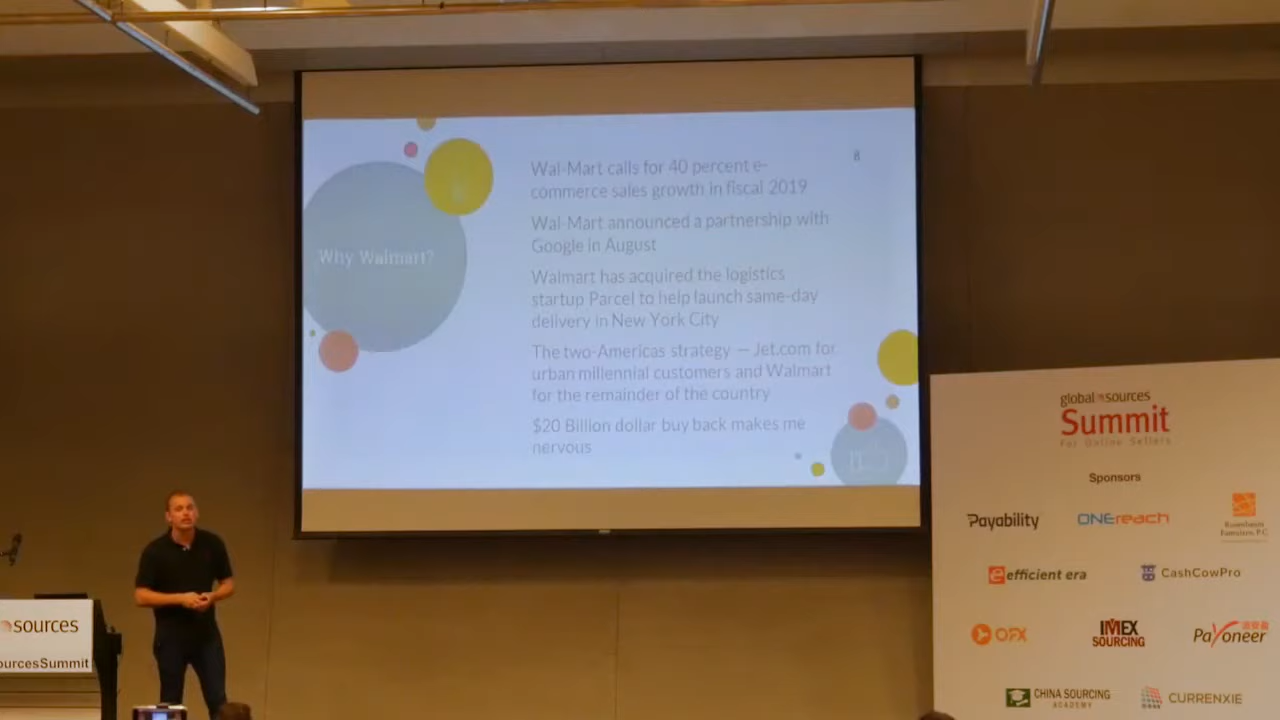 8
Why Walmart?
Wal-Mart calls for 40 percent e-
commerce sales growth in fiscal 2019
Wal-Mart announced a partnership with
Google in August
Walmart has acquired the logistics
startup Parcel to help launch same-day
delivery in New York City
The two-Americas strategy — Jet.com for
urban millennial customers and Walmart
for the remainder of the country
$20 Billion dollar buy back makes me
nervous
global sources
Summit
For Online Sellers
Sponsors
Payability
ONEreach
e efficient era
CashCowPro
OFX
IMEX
SOURCING
Payoneer
CHINA SOURCING
ACADEMY
CURRENXIE
sources
ourcesSummit